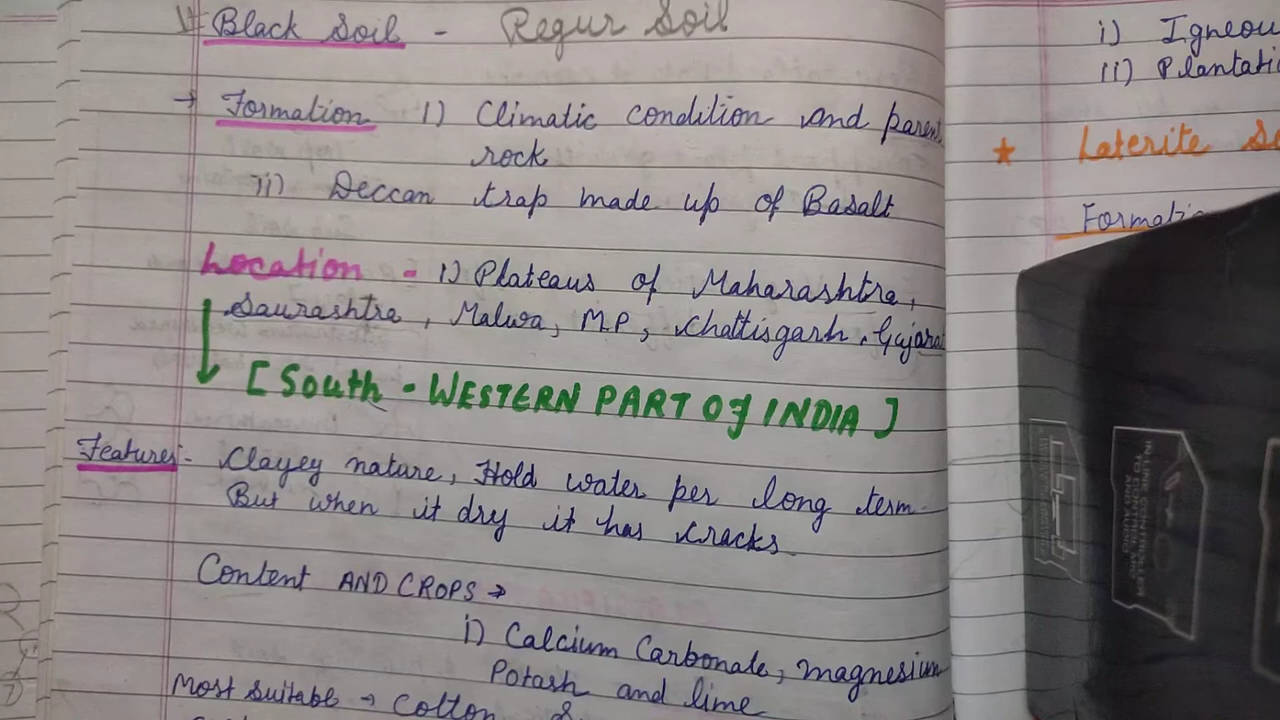 1) Black Soil - Regur Soil
→ Formation i) Climatic condition and parent
rock
ii) Deccan trap made up of Basalt
Location - i) Plateaus of Maharashtra,
Saurashtra, Malwa, M.P, Chattisgarh, Gujarat
[South - WESTERN PART OF INDIA]
Features:- Clayey nature, Hold water per long term.
But when it dry it has cracks
Content AND CROPS →
i) Calcium Carbonate, magnesium
Potash and lime
Most suitable → Cotton
i) Igneou
ii) Plantati
★ Laterite
Formati